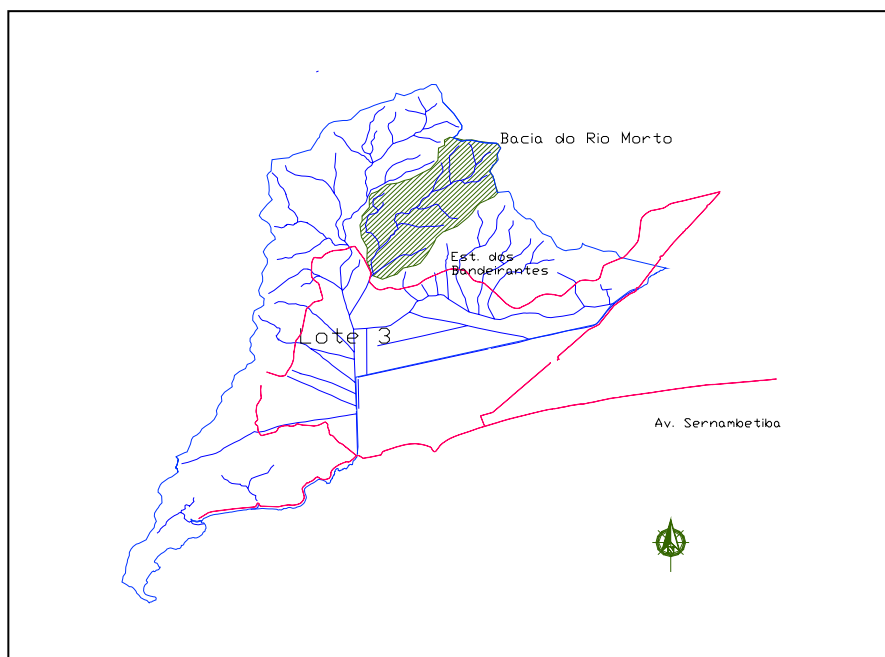 Bacia do Rio Morto
Est. dos
Bandeirantes
Lote 3
Av. Sernambetiba